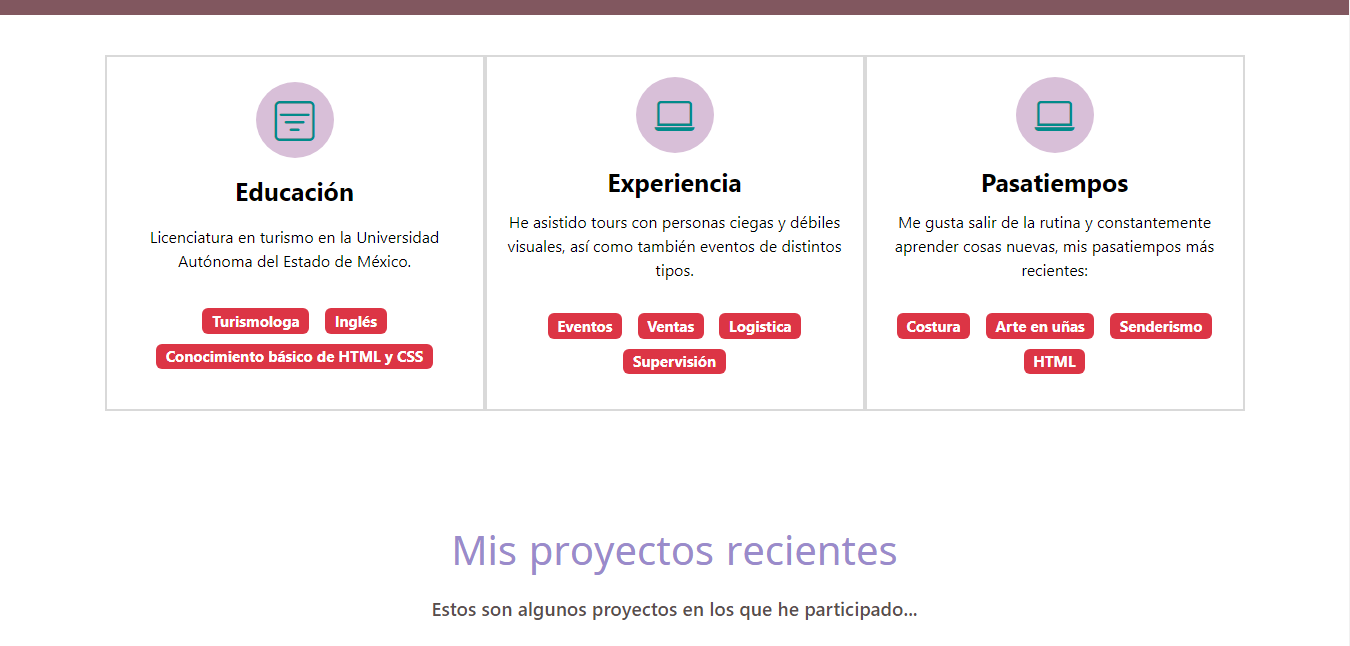 Educación
Licenciatura en turismo en la Universidad
Autónoma del Estado de México.
Turismologa Inglés
Conocimiento básico de HTML y CSS
Experiencia
He asistido tours con personas ciegas y débiles
visuales, así como también eventos de distintos
tipos.
Eventos Ventas Logistica
Supervisión
Pasatiempos
Me gusta salir de la rutina y constantemente
aprender cosas nuevas, mis pasatiempos más
recientes:
Costura Arte en uñas Senderismo
HTML
Mis proyectos recientes
Estos son algunos proyectos en los que he participado...